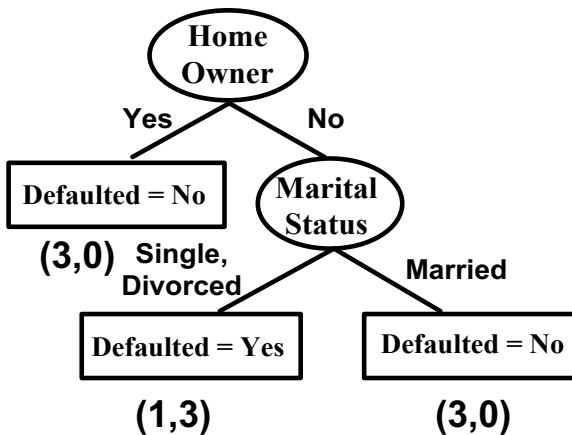 Home
Owner
Yes
No
Defaulted = No
Marital
Status
(3,0)
Single,
Divorced
Married
Defaulted = Yes
Defaulted = No
(1,3)
(3,0)